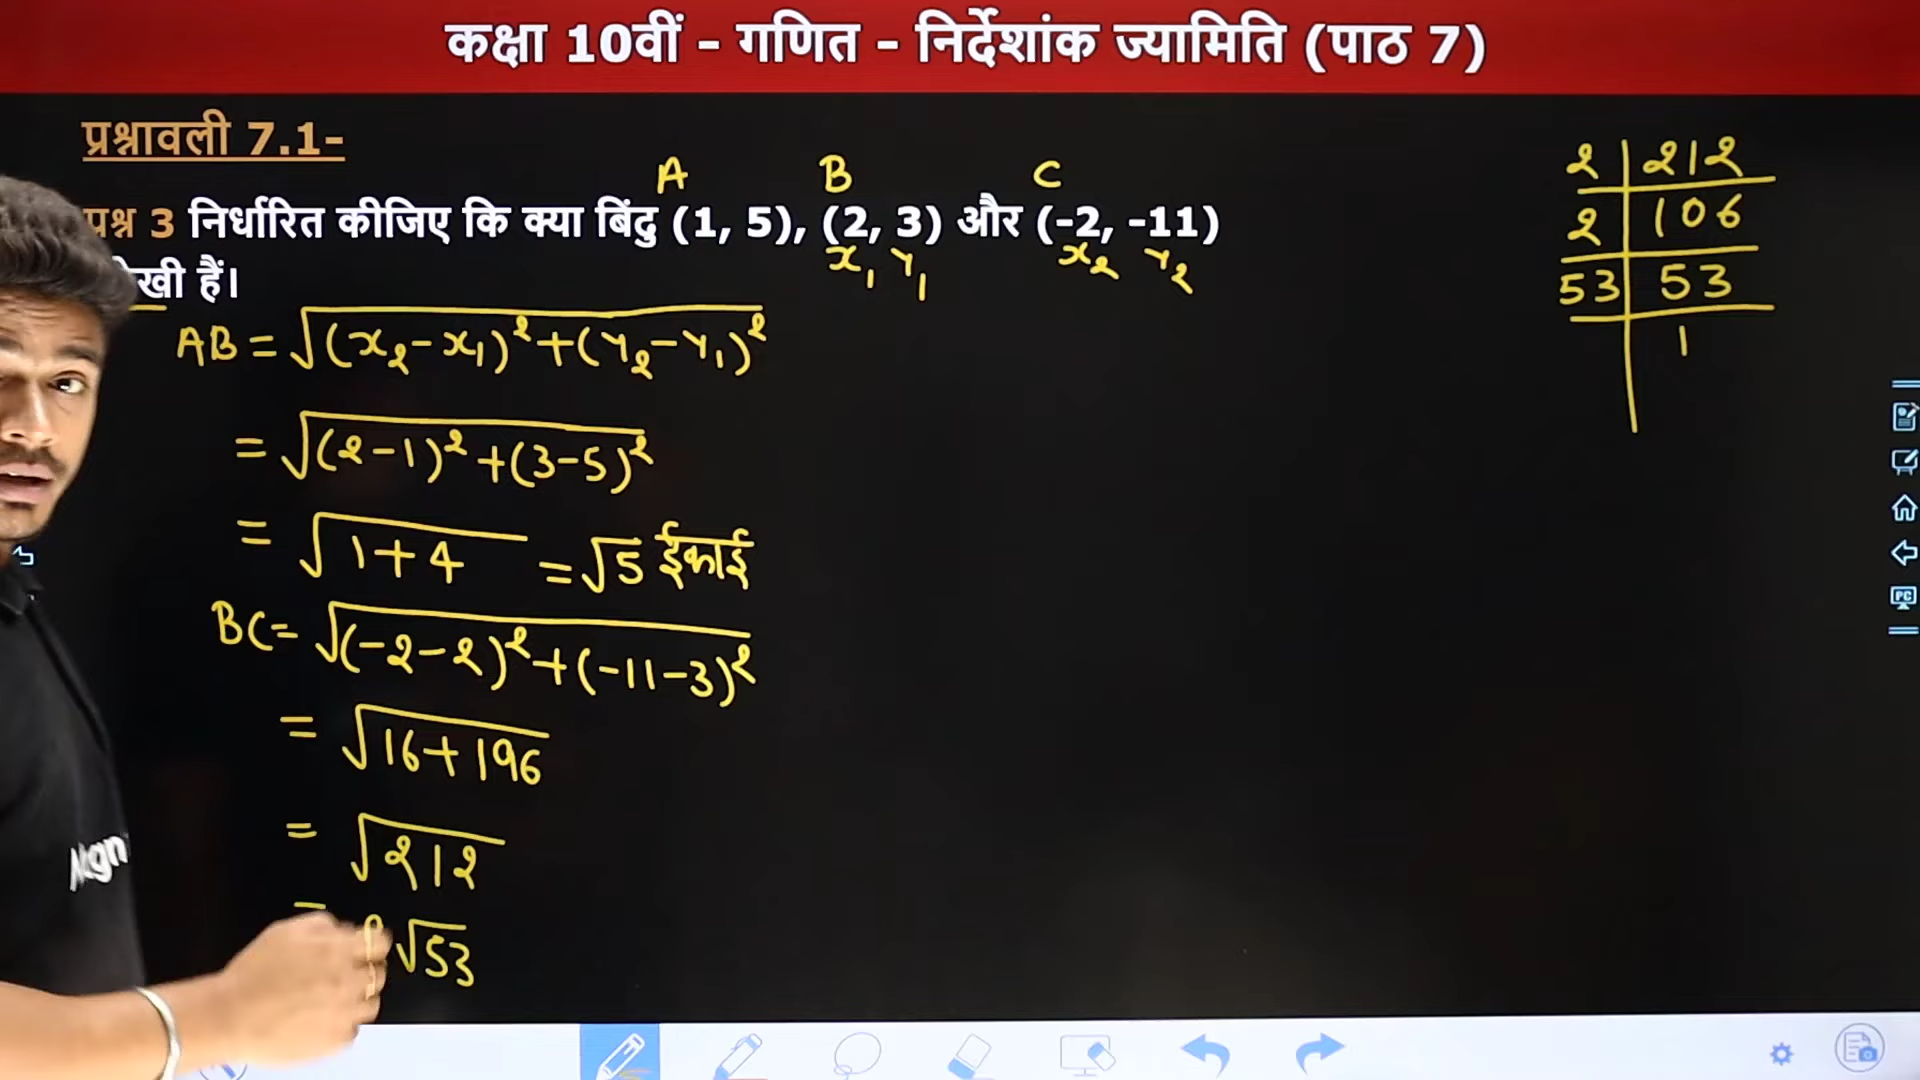 कक्षा 10वीं - गणित - निर्देशांक ज्यामिति (पाठ 7)
प्रश्नावली 7.1-
A B C
प्रश्न 3 निर्धारित कीजिए कि क्या बिंदु (1, 5), (2, 3) और (-2, -11)
x₁ y₁ x₂ y₂
हैं।
AB = √(x₂-x₁)²+(y₂-y₁)²
= √(2-1)²+(3-5)²
= √1+4 = √5 ईकाई
BC= √(-2-2)²+(-11-3)²
= √16+196
= √212
= √53
2 | 212
2 | 106
53 | 53
| 1
PC